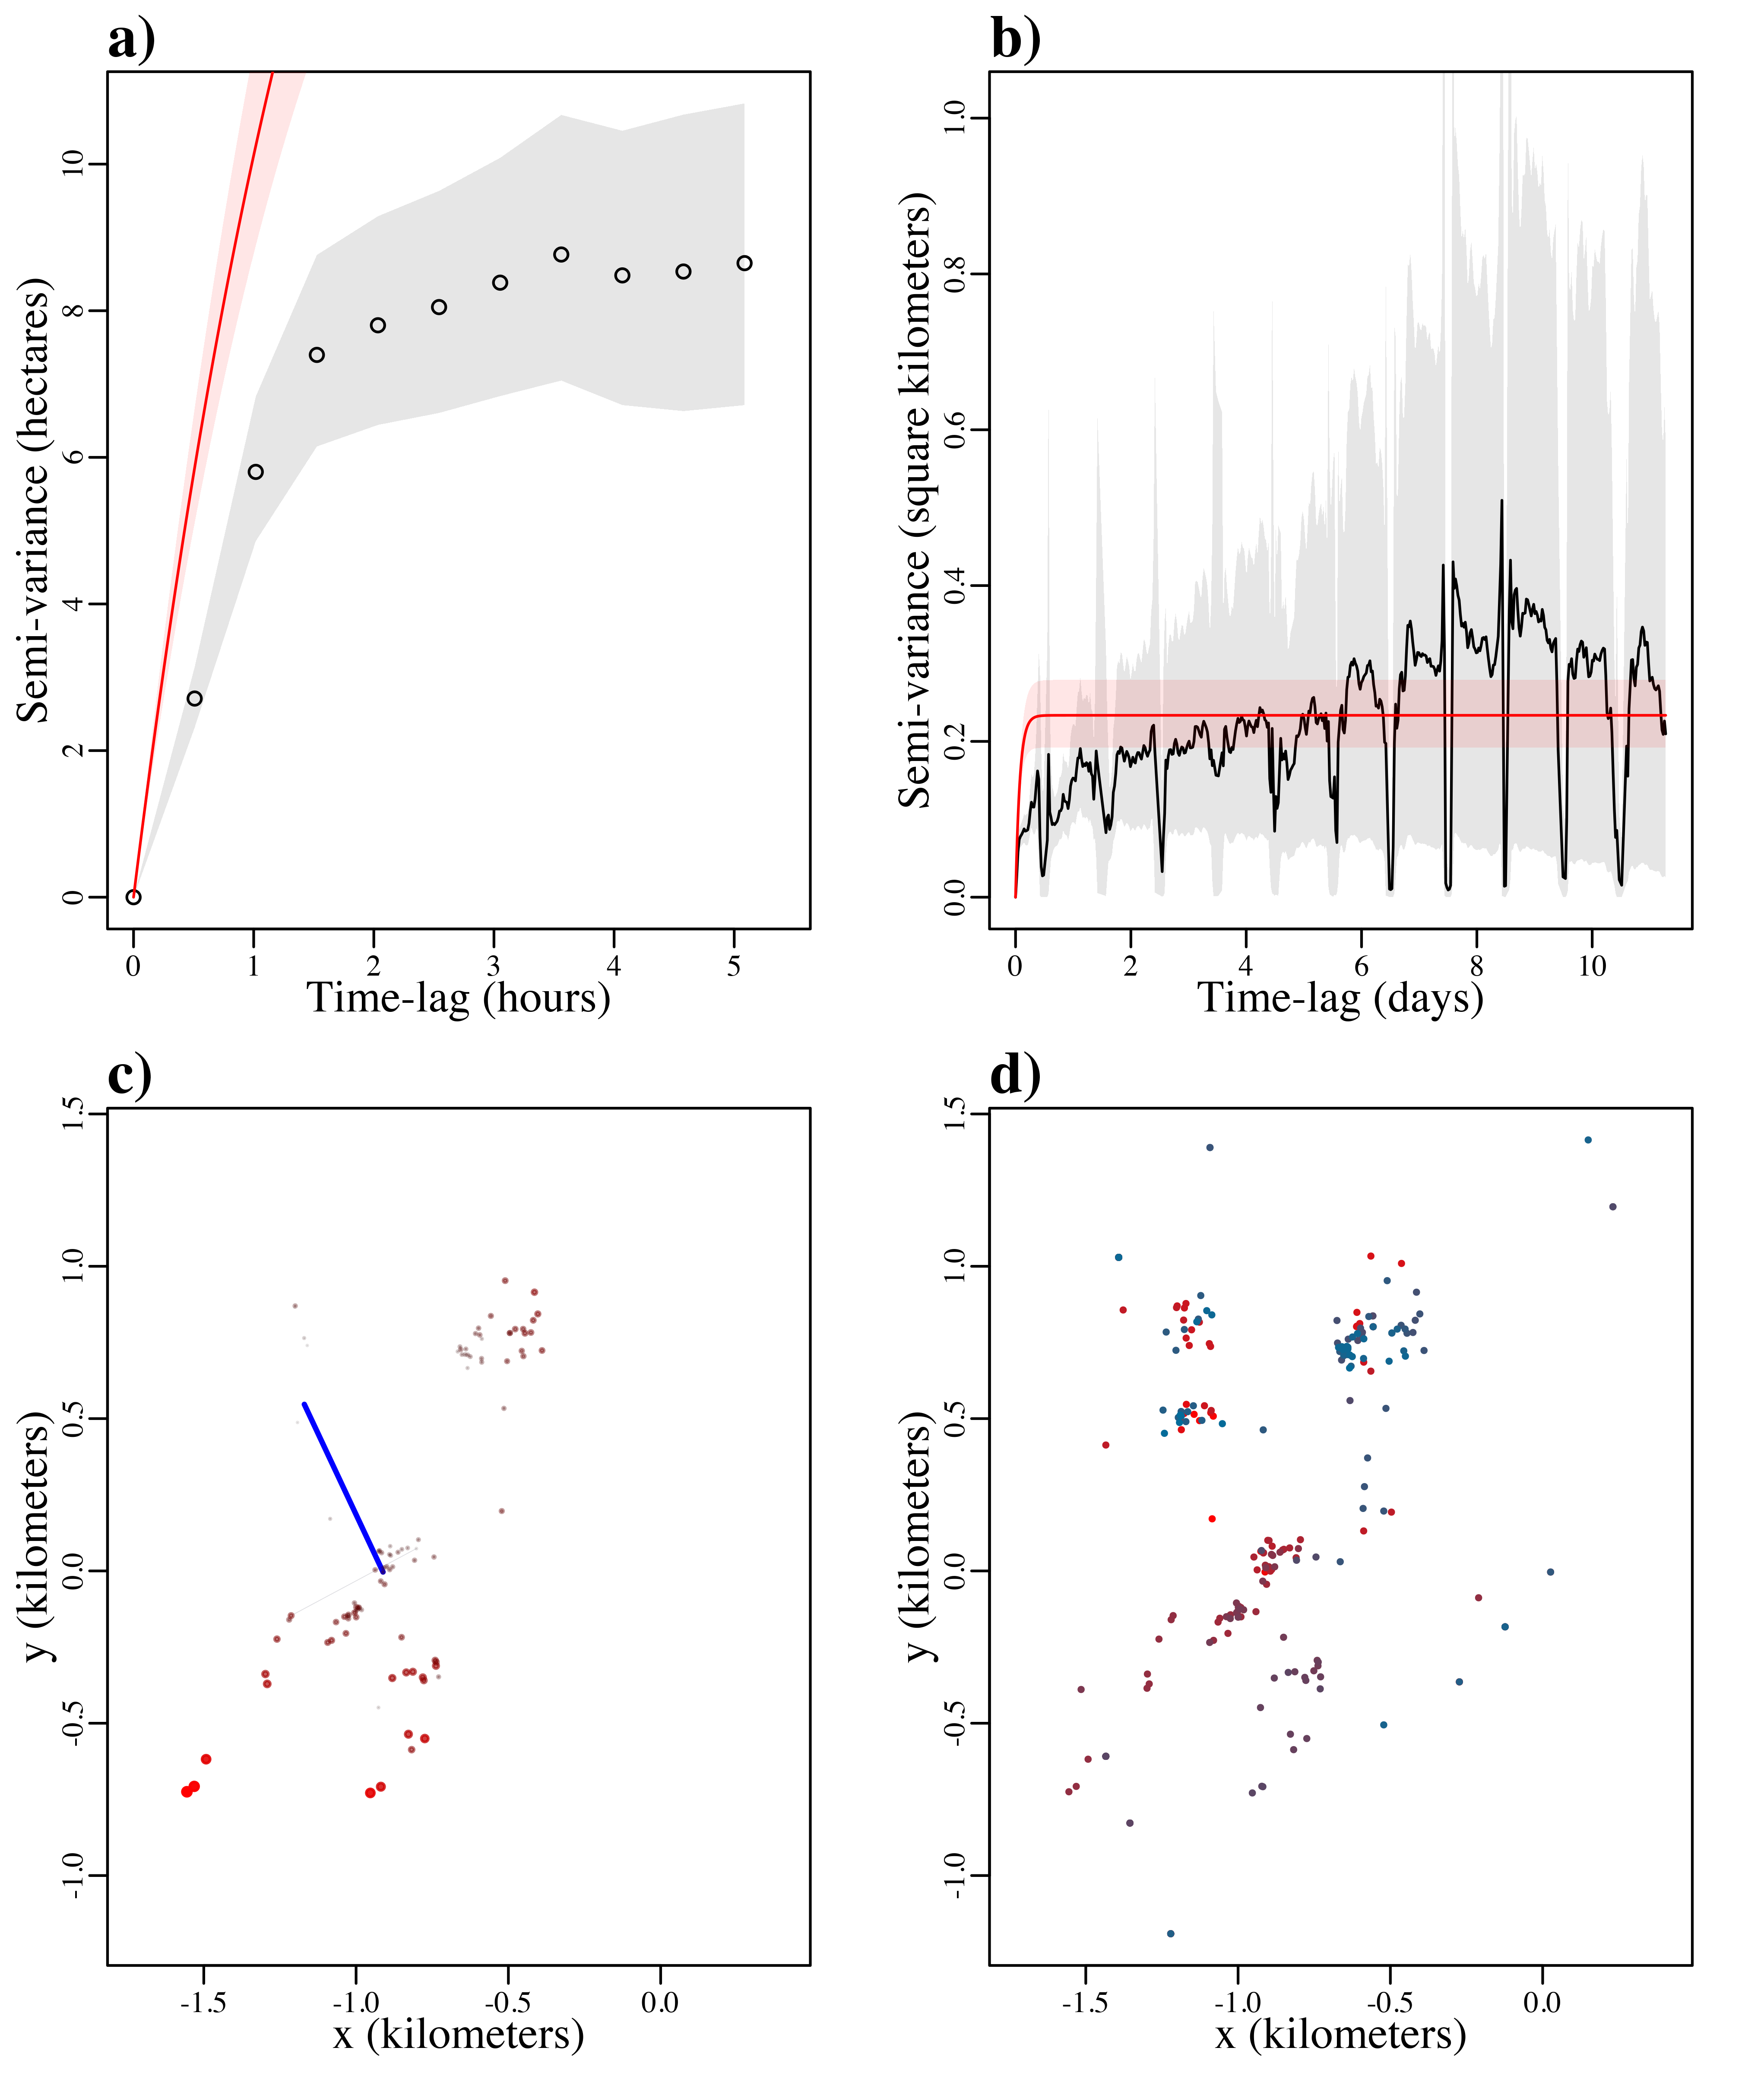 a)
Semi-variance (hectares)
10
8
6
4
2
0
0 1 2 3 4 5
Time-lag (hours)
b)
Semi-variance (square kilometers)
1.0
0.8
0.6
0.4
0.2
0.0
0 2 4 6 8 10
Time-lag (days)
c)
y (kilometers)
1.5
1.0
0.5
0.0
-0.5
-1.0
-1.5 -1.0 -0.5 0.0
x (kilometers)
d)
y (kilometers)
1.5
1.0
0.5
0.0
-0.5
-1.0
-1.5 -1.0 -0.5 0.0
x (kilometers)